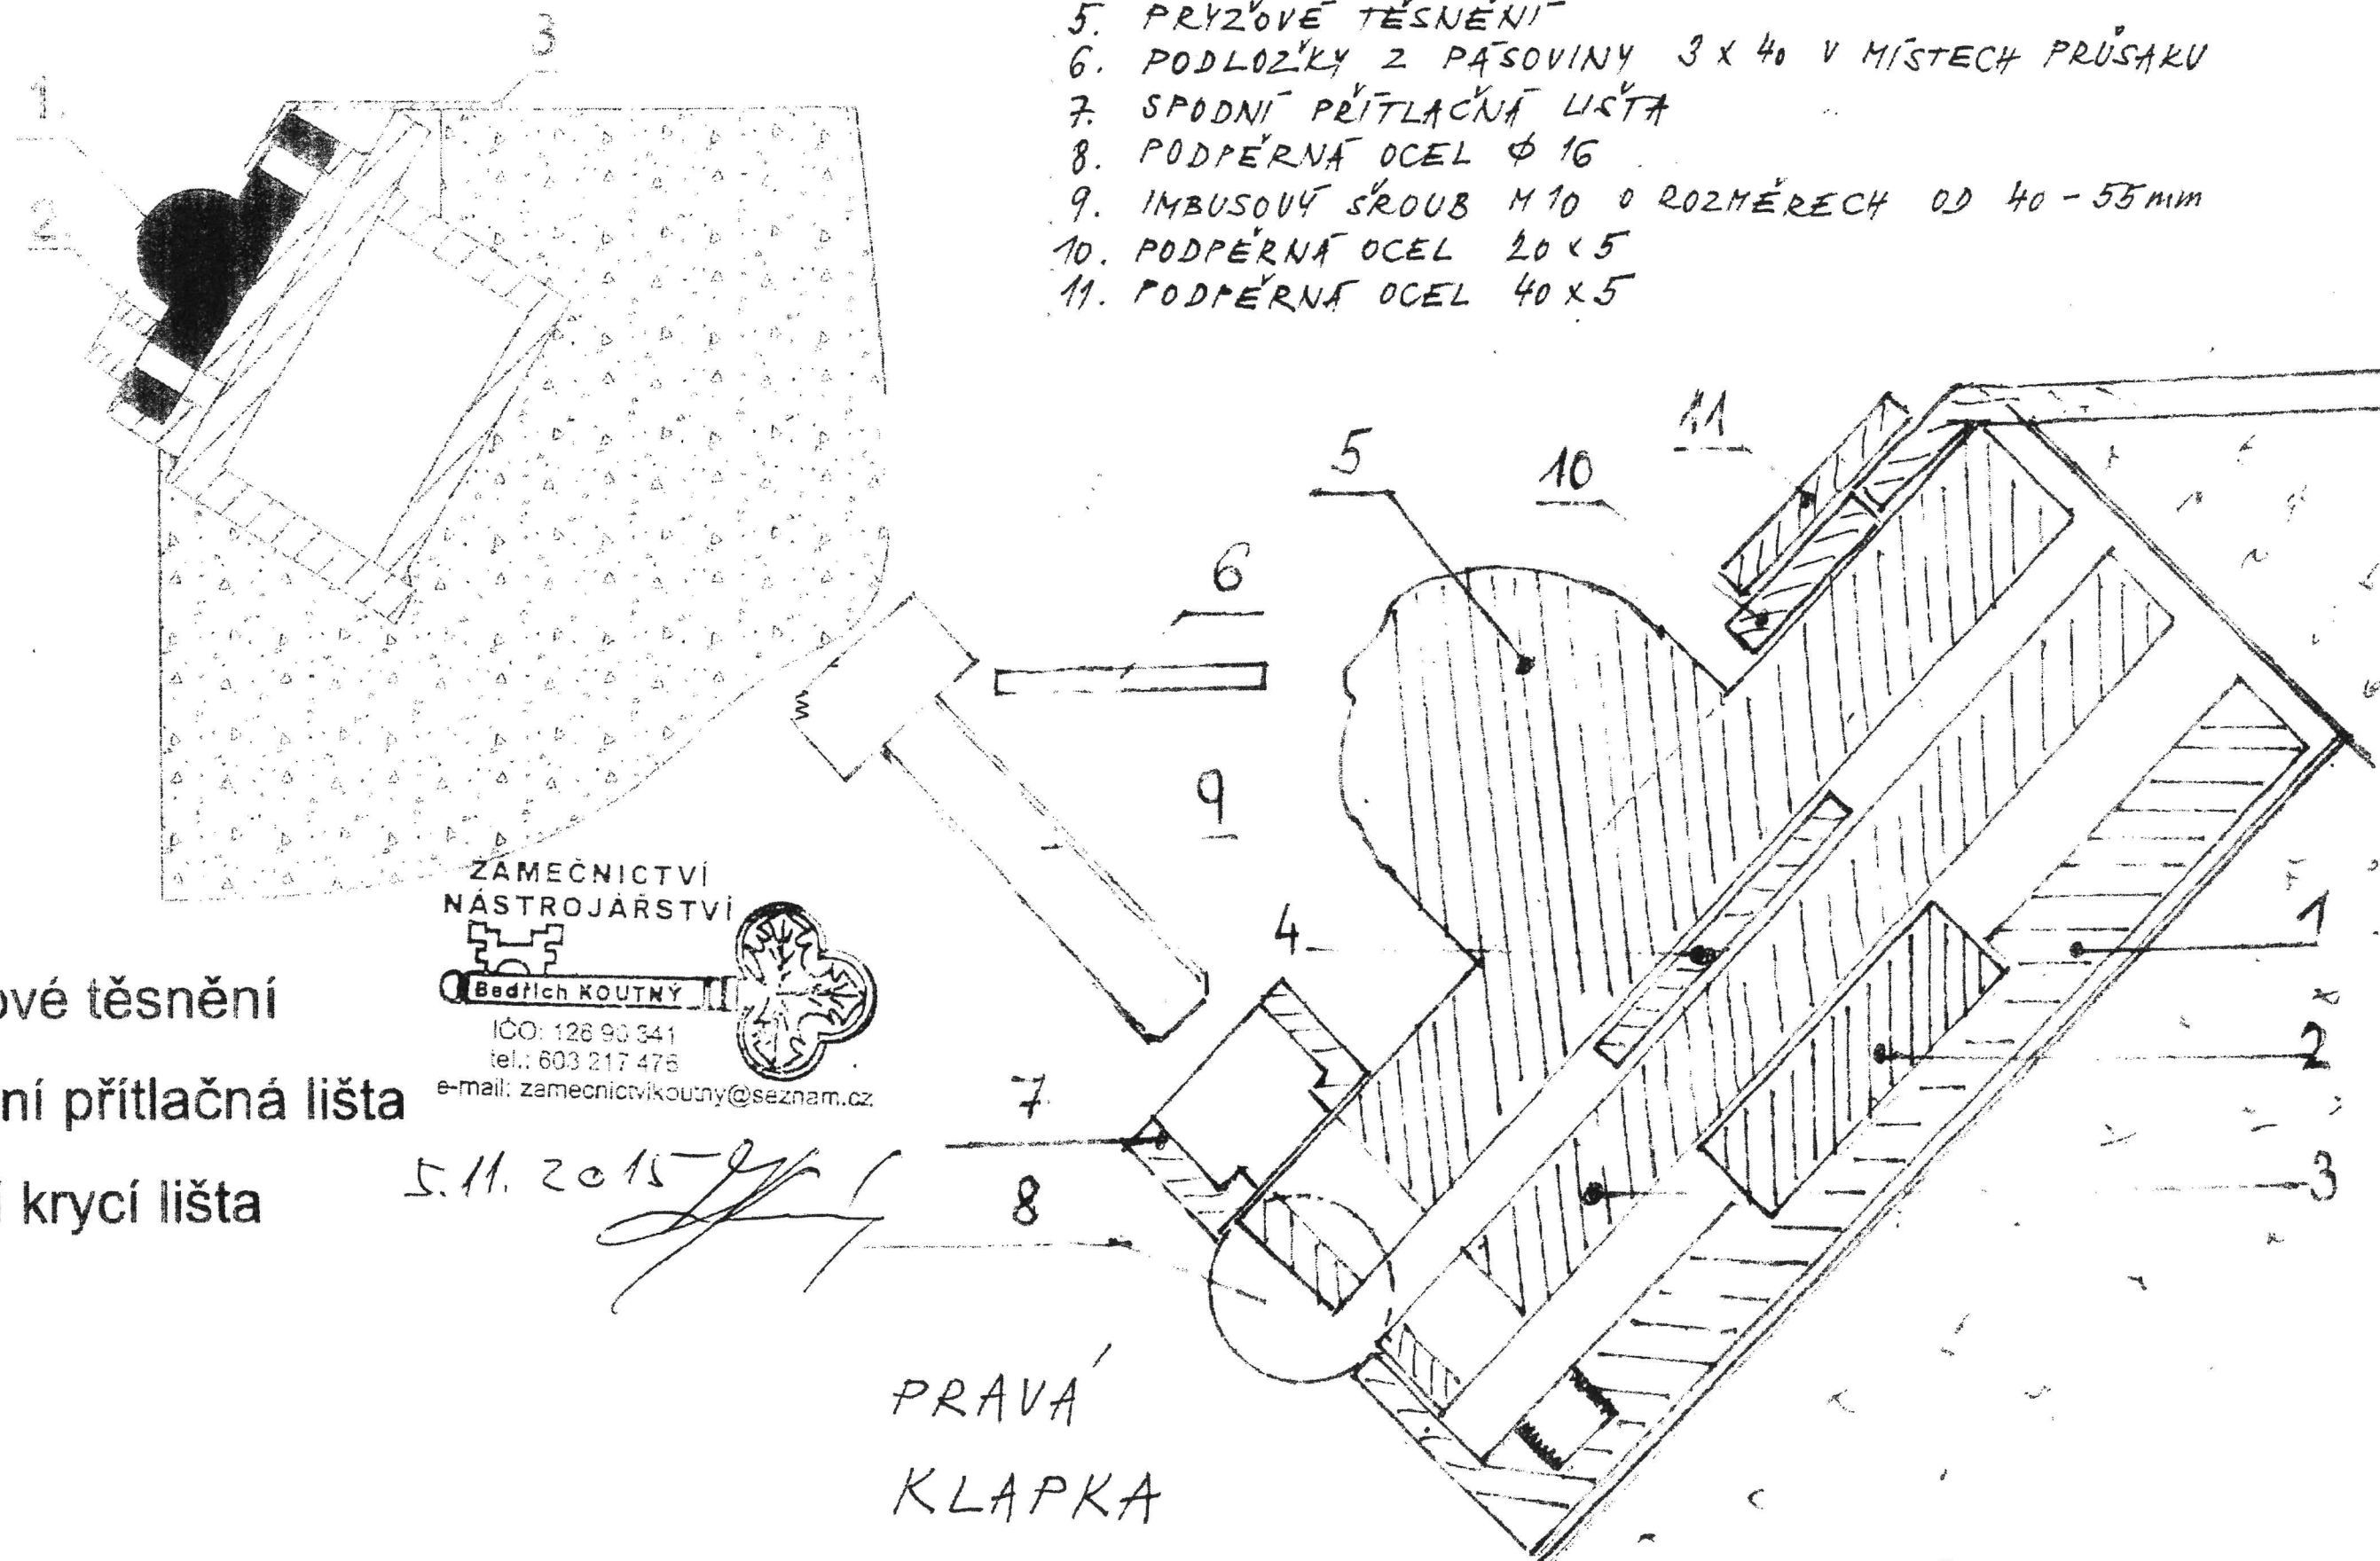 3
1.
2.
5. PRYŽOVÉ TĚSNĚNÍ
6. PODLOŽKY Z PÁSOVINY 3 x 40 V MÍSTECH PRŮSAKU
7. SPODNÍ PŘÍTLAČNÁ LIŠTA
8. PODPĚRNÁ OCEL Ø 16
9. IMBUSOVÝ ŠROUB M 10 O ROZMĚRECH OD 40 - 55 mm
10. PODPĚRNÁ OCEL 20 x 5
11. PODPĚRNÁ OCEL 40 x 5
11
5
10
6
9
4
1
2
3
7
8
ZÁMEČNICTVÍ
NÁSTROJÁŘSTVÍ
Bedřich KOUTNÝ
IČO: 126 90 341
tel.: 603 217 476
e-mail: zamecnictvikoutny@seznam.cz
ové těsnění
ní přítlačná lišta
í krycí lišta
5.11. 2015
PRAVÁ
KLAPKA